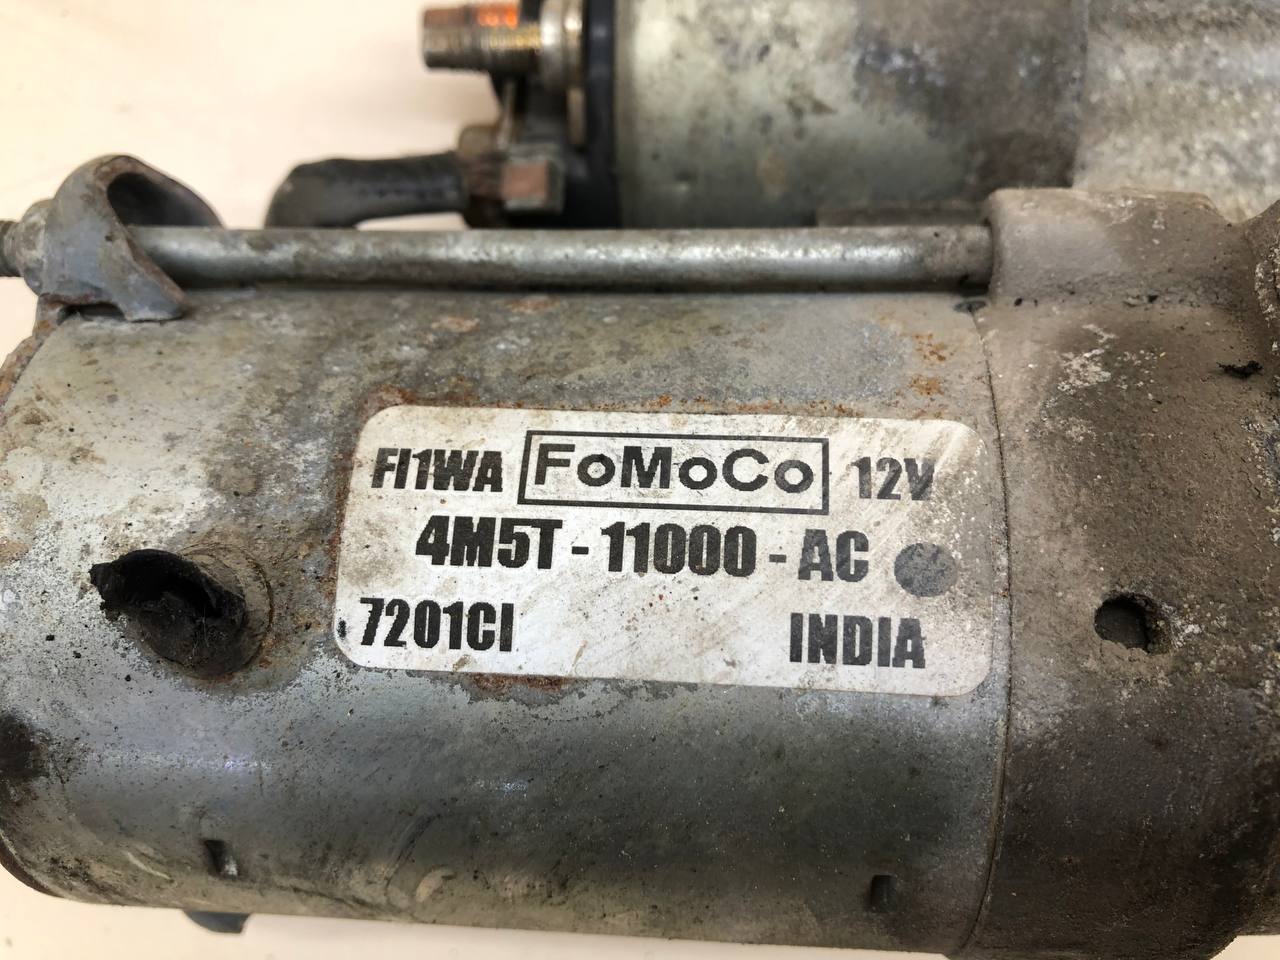 FI1WA FoMoCo 12V
4M5T - 11000 - AC
7201CI INDIA